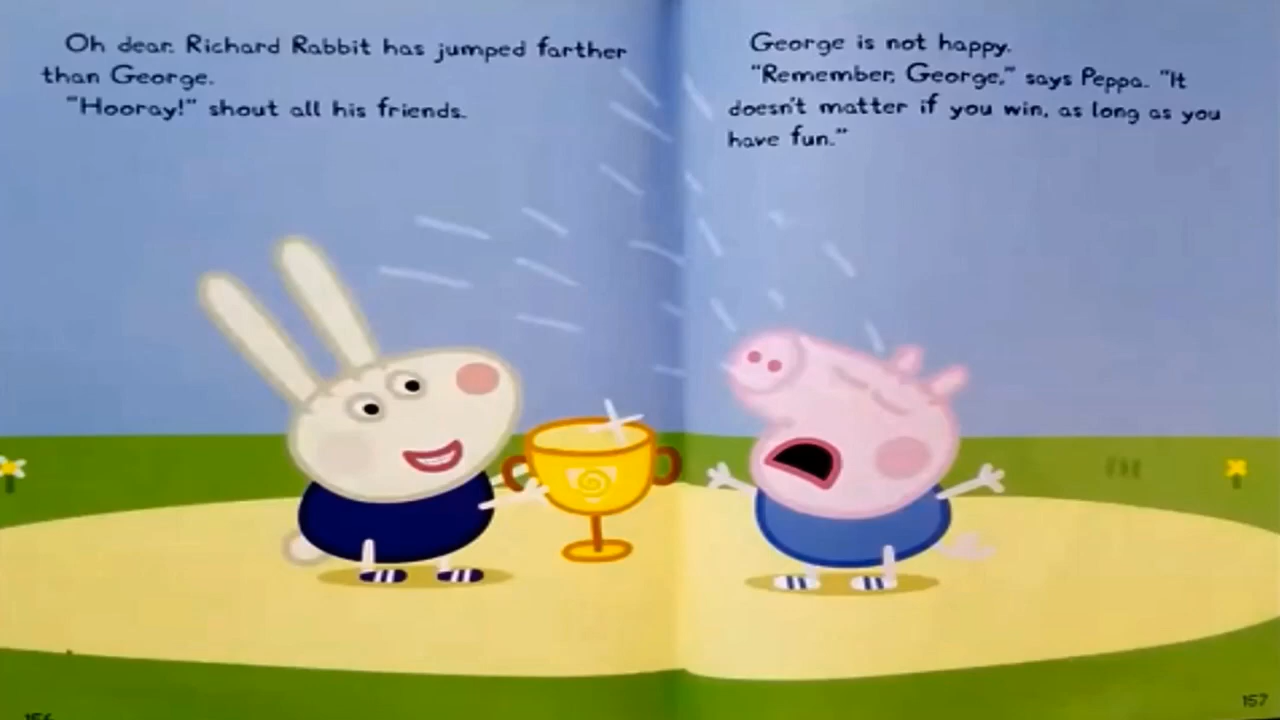 Oh dear. Richard Rabbit has jumped farther
than George.
"Hooray!" shout all his friends.
George is not happy.
"Remember, George," says Peppa. "It
doesn't matter if you win, as long as you
have fun."
156
157